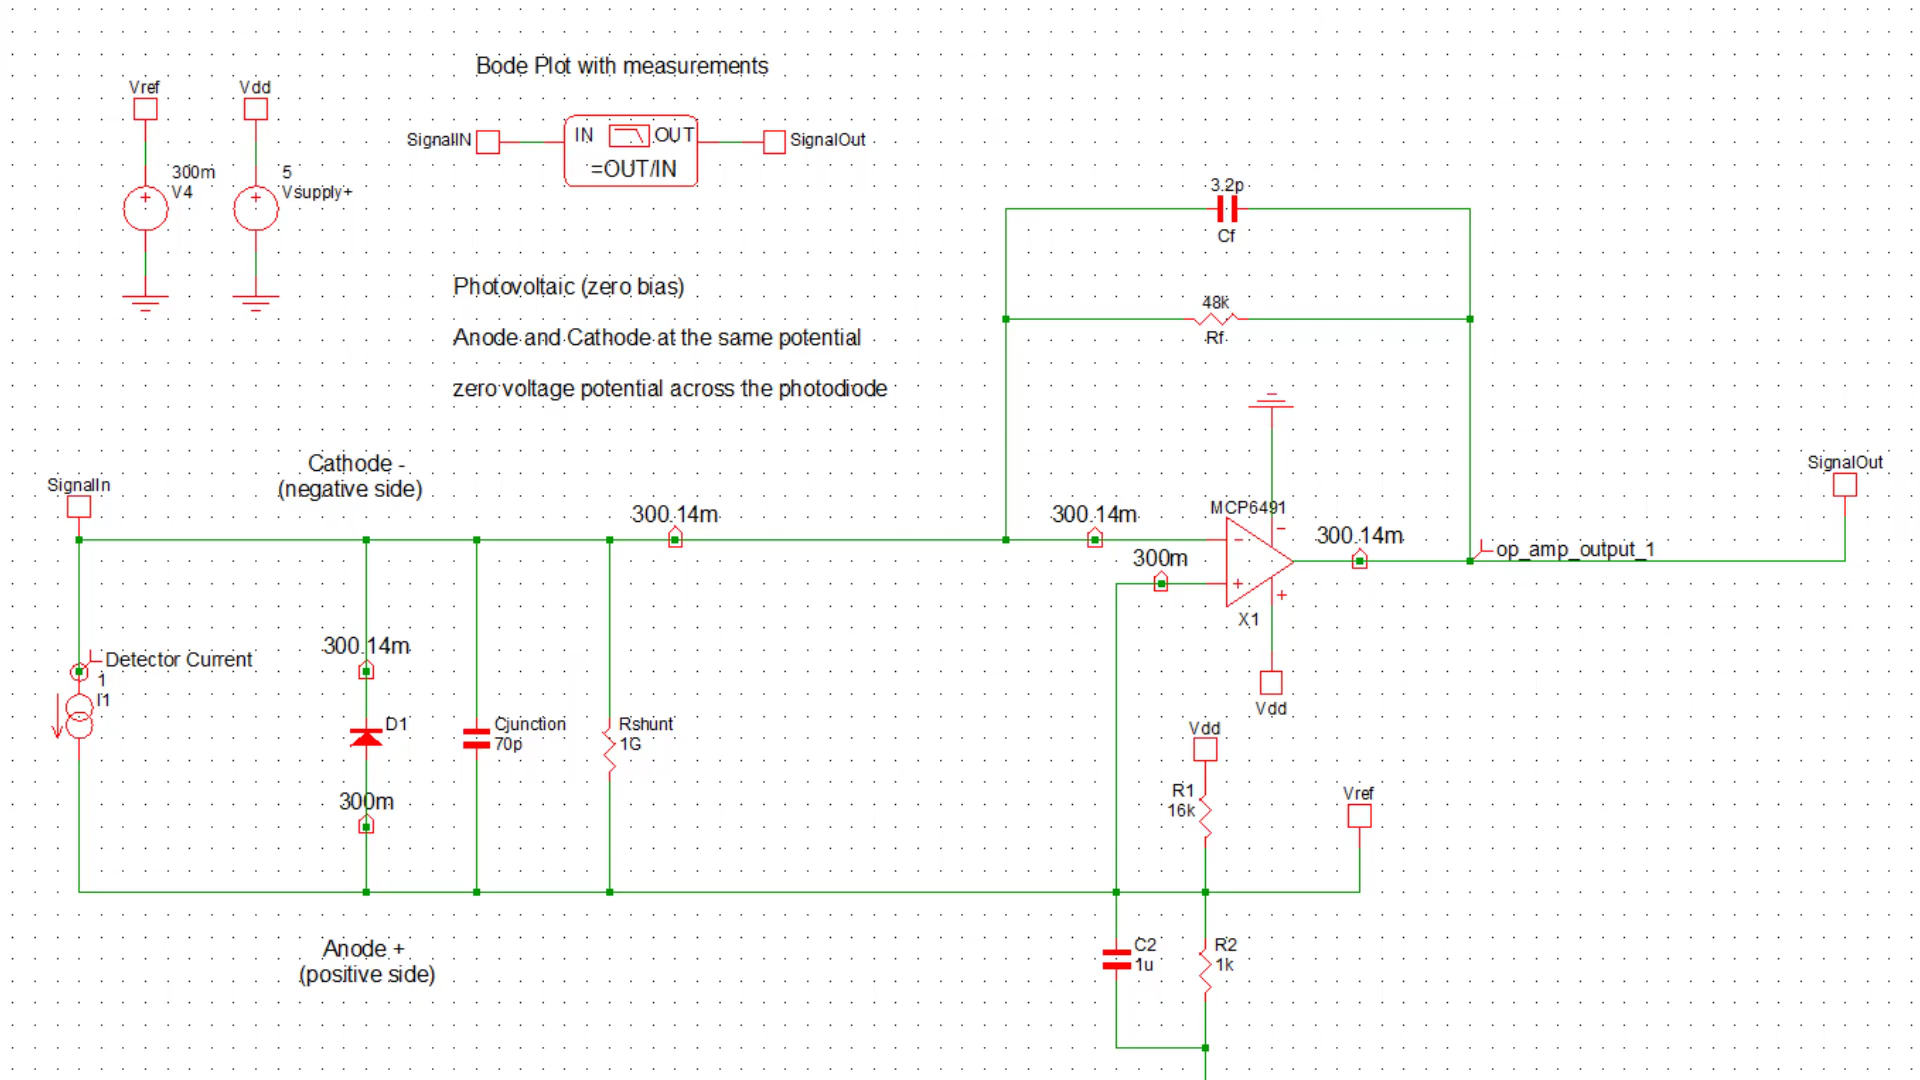 Bode Plot with measurements
Vref
Vdd
SignalIN
IN
OUT
=OUT/IN
SignalOut
300m
V4
5
Vsupply+
3.2p
Cf
Photovoltaic (zero bias)
48k
Rf
Anode and Cathode at the same potential
zero voltage potential across the photodiode
Cathode -
(negative side)
SignalIn
SignalOut
300.14m
300.14m
MCP6491
-
-
300.14m
op_amp_output_1
300m
+
+
X1
300.14m
Detector Current
1
I1
Vdd
D1
Cjunction
70p
Rshunt
1G
Vdd
R1
16k
Vref
300m
Anode +
(positive side)
C2
1u
R2
1k